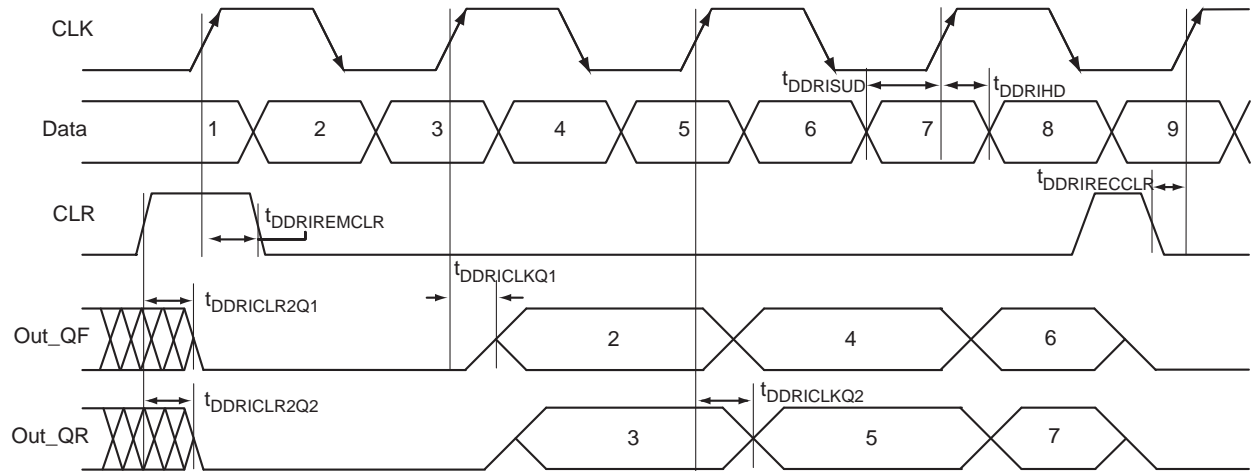 CLK
tDDRISUD tDDRIHD
Data 1 2 3 4 5 6 7 8 9
tDDRIRECCLR
CLR
tDDRIREMCLR
tDDRICLKQ1
tDDRICLR2Q1
Out_QF 2 4 6
tDDRICLR2Q2 tDDRICLKQ2
Out_QR 3 5 7